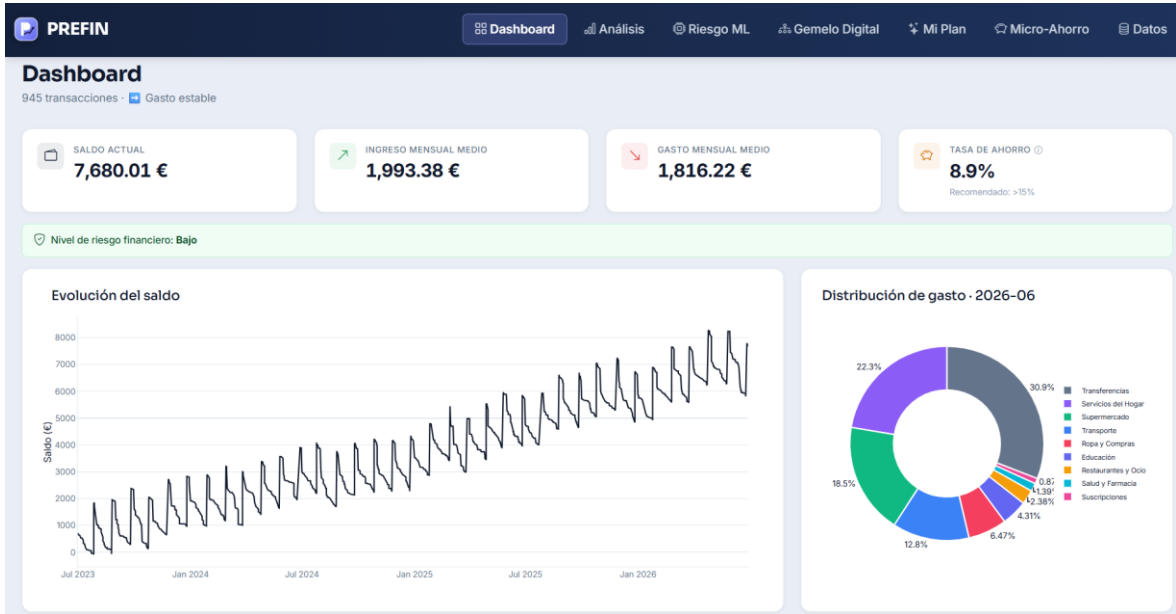 PREFIN
Dashboard
Análisis
Riesgo ML
Gemelo Digital
Mi Plan
Micro-Ahorro
Datos
Dashboard
945 transacciones · ➡️ Gasto estable
SALDO ACTUAL
7,680.01 €
INGRESO MENSUAL MEDIO
1,993.38 €
GASTO MENSUAL MEDIO
1,816.22 €
TASA DE AHORRO ⓘ
8.9%
Recomendado: >15%
Nivel de riesgo financiero: Bajo
Evolución del saldo
Saldo (€)
8000
7000
6000
5000
4000
3000
2000
1000
0
Jul 2023
Jan 2024
Jul 2024
Jan 2025
Jul 2025
Jan 2026
Distribución de gasto · 2026-06
22.3%
30.9%
18.5%
12.8%
6.47%
4.31%
2.38%
1.39%
0.87
Transferencias
Servicios del Hogar
Supermercado
Transporte
Ropa y Compras
Educación
Restaurantes y Ocio
Salud y Farmacia
Suscripciones